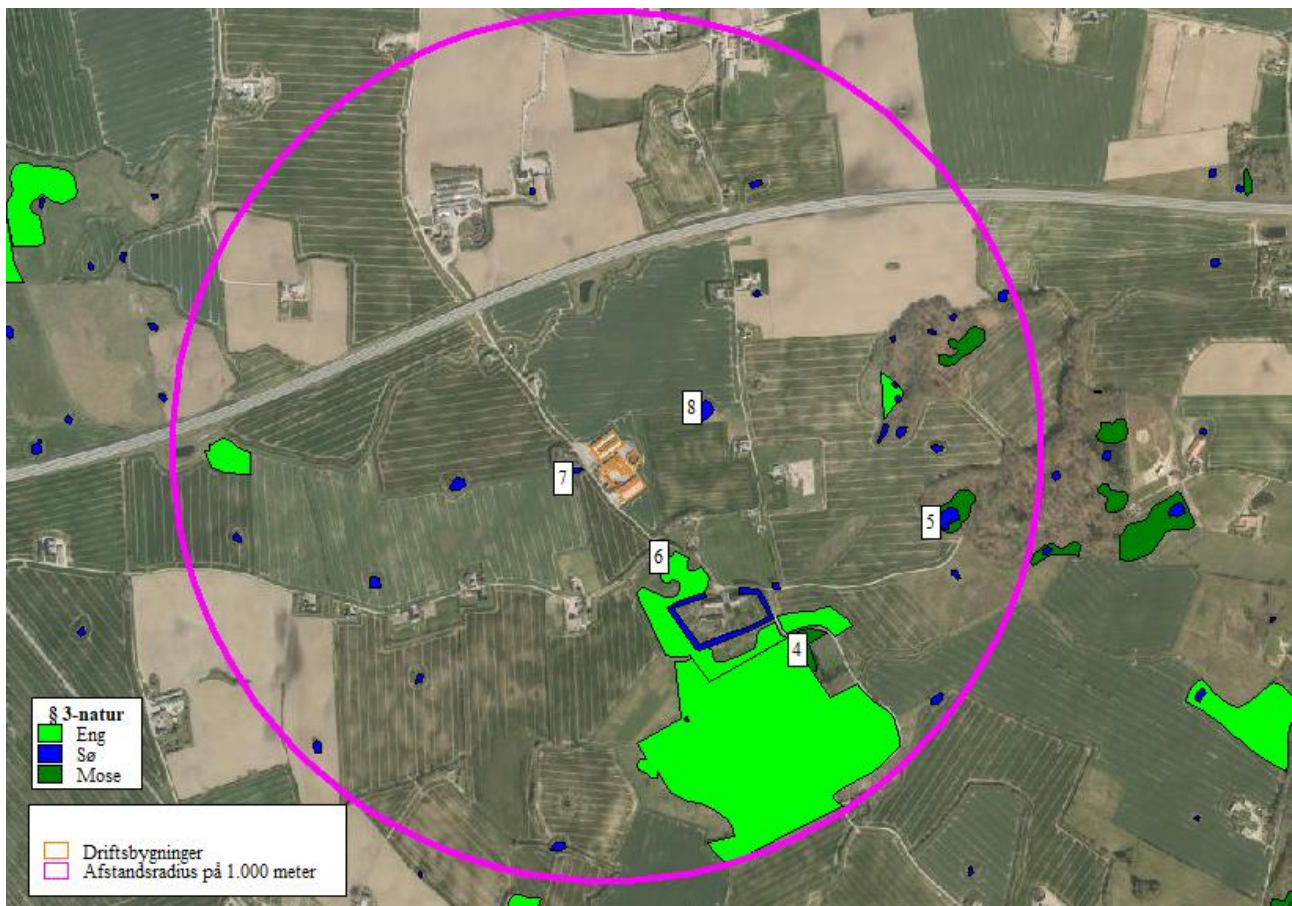 8
7
5
6
4
§ 3-natur
Eng
Sø
Mose
Driftsbygninger
Afstandsradius på 1.000 meter